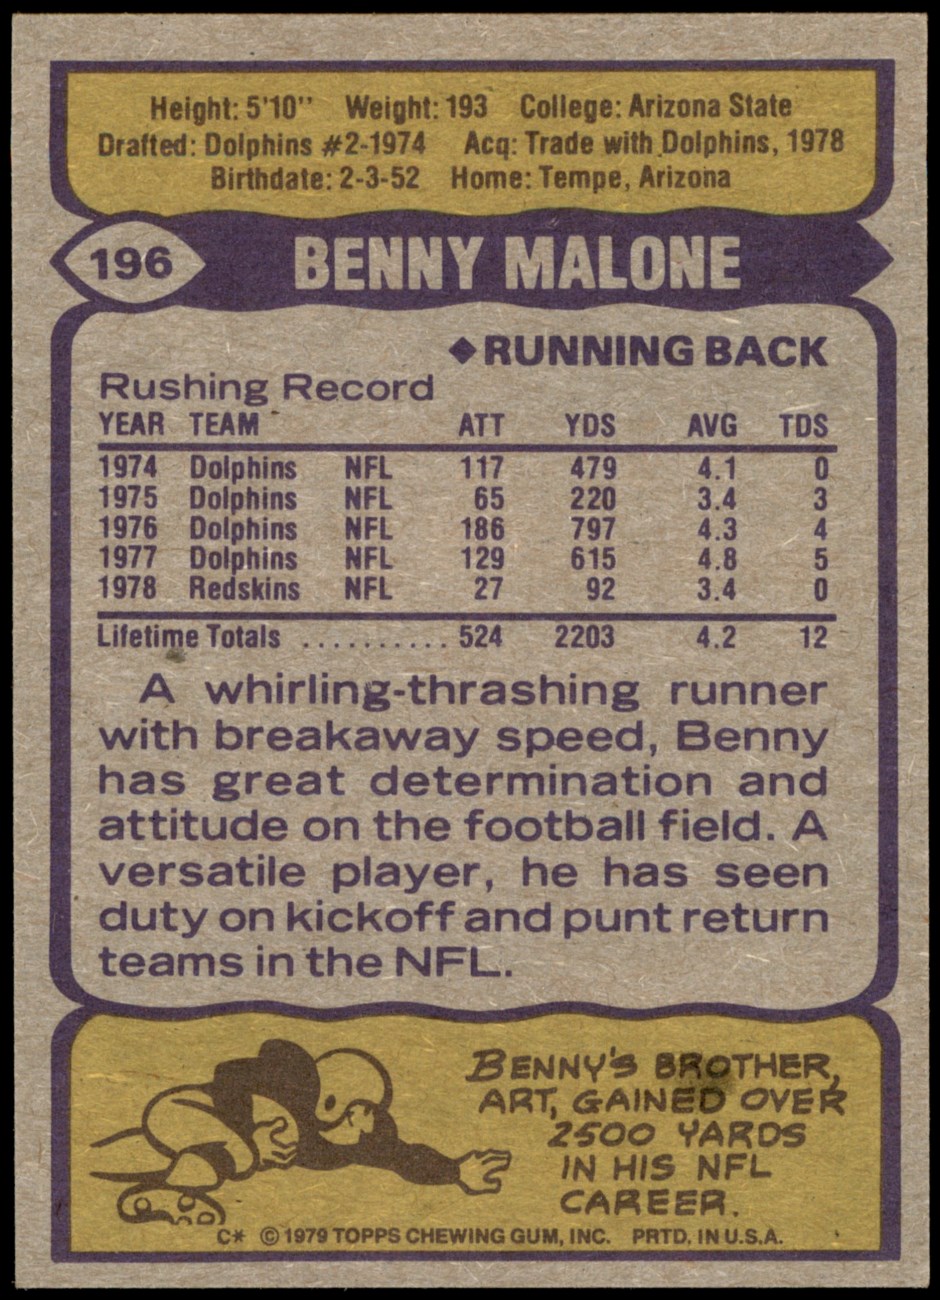 Height: 5'10" Weight: 193 College: Arizona State
Drafted: Dolphins #2-1974 Acq: Trade with Dolphins, 1978
Birthdate: 2-3-52 Home: Tempe, Arizona
196 BENNY MALONE
◆RUNNING BACK
Rushing Record
YEAR TEAM ATT YDS AVG TDS
1974 Dolphins NFL 117 479 4.1 0
1975 Dolphins NFL 65 220 3.4 3
1976 Dolphins NFL 186 797 4.3 4
1977 Dolphins NFL 129 615 4.8 5
1978 Redskins NFL 27 92 3.4 0
Lifetime Totals .......... 524 2203 4.2 12
A whirling-thrashing runner
with breakaway speed, Benny
has great determination and
attitude on the football field. A
versatile player, he has seen
duty on kickoff and punt return
teams in the NFL.
BENNY'S BROTHER,
ART, GAINED OVER
2500 YARDS
IN HIS NFL
CAREER.
C* © 1979 TOPPS CHEWING GUM, INC. PRTD. IN U.S.A.